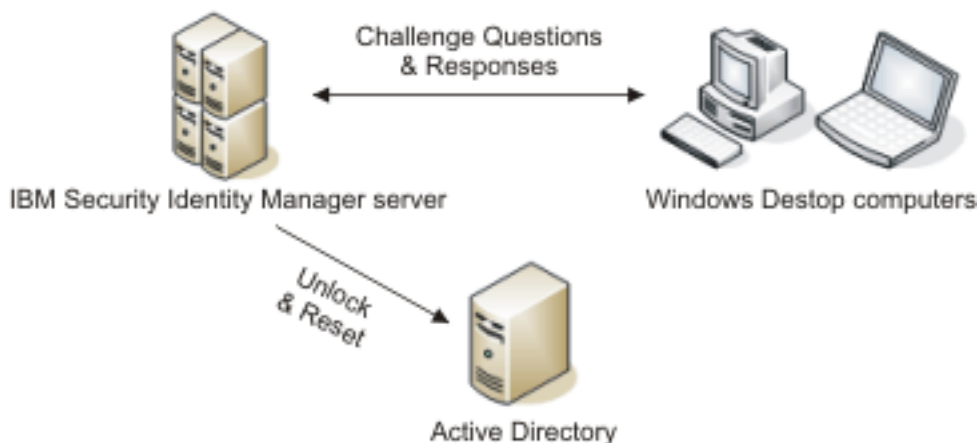 Challenge Questions
& Responses
IBM Security Identity Manager server
Windows Destop computers
Unlock
& Reset
Active Directory